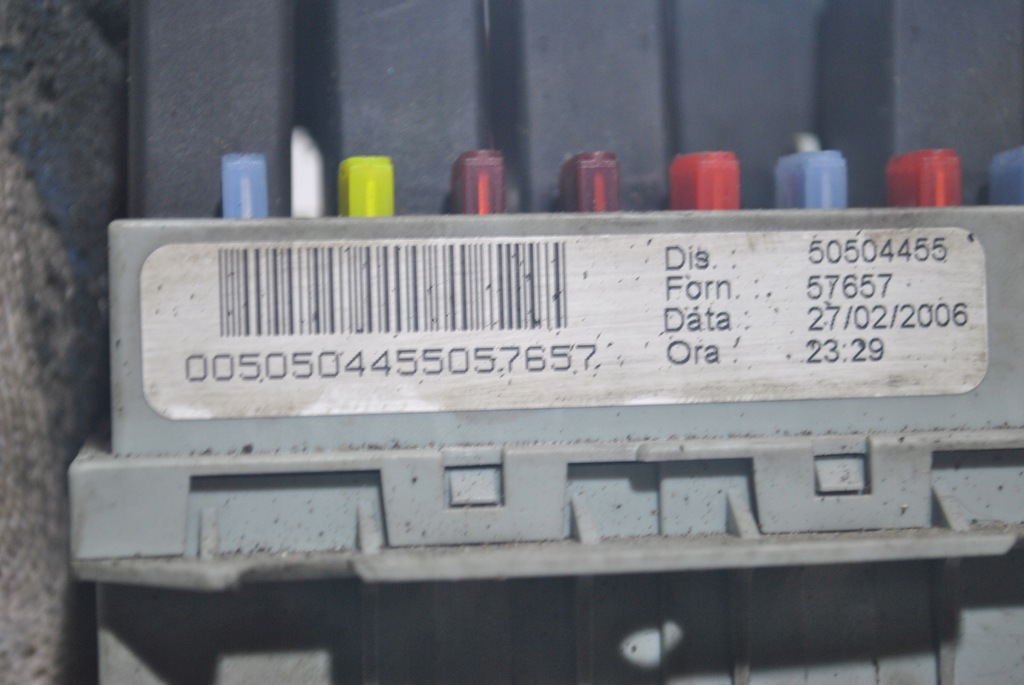 Dis. : 50504455
Forn. : 57657
Data : 27/02/2006
Ora : 23:29
0050504455057657